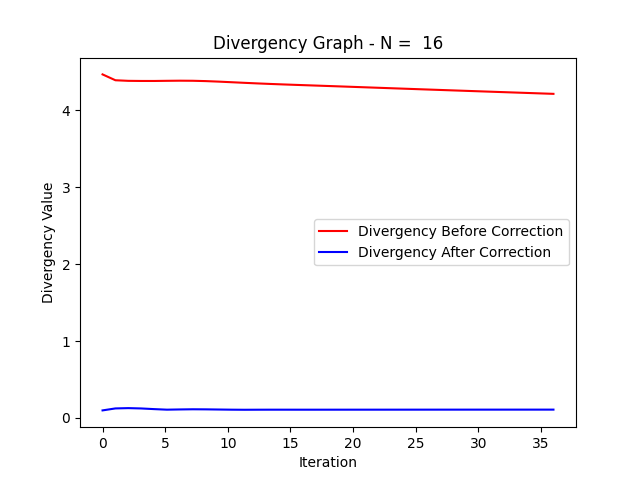 Divergency Graph - N =  16
Divergency Value
4
3
2
1
0
Divergency Before Correction
Divergency After Correction
0 5 10 15 20 25 30 35
Iteration